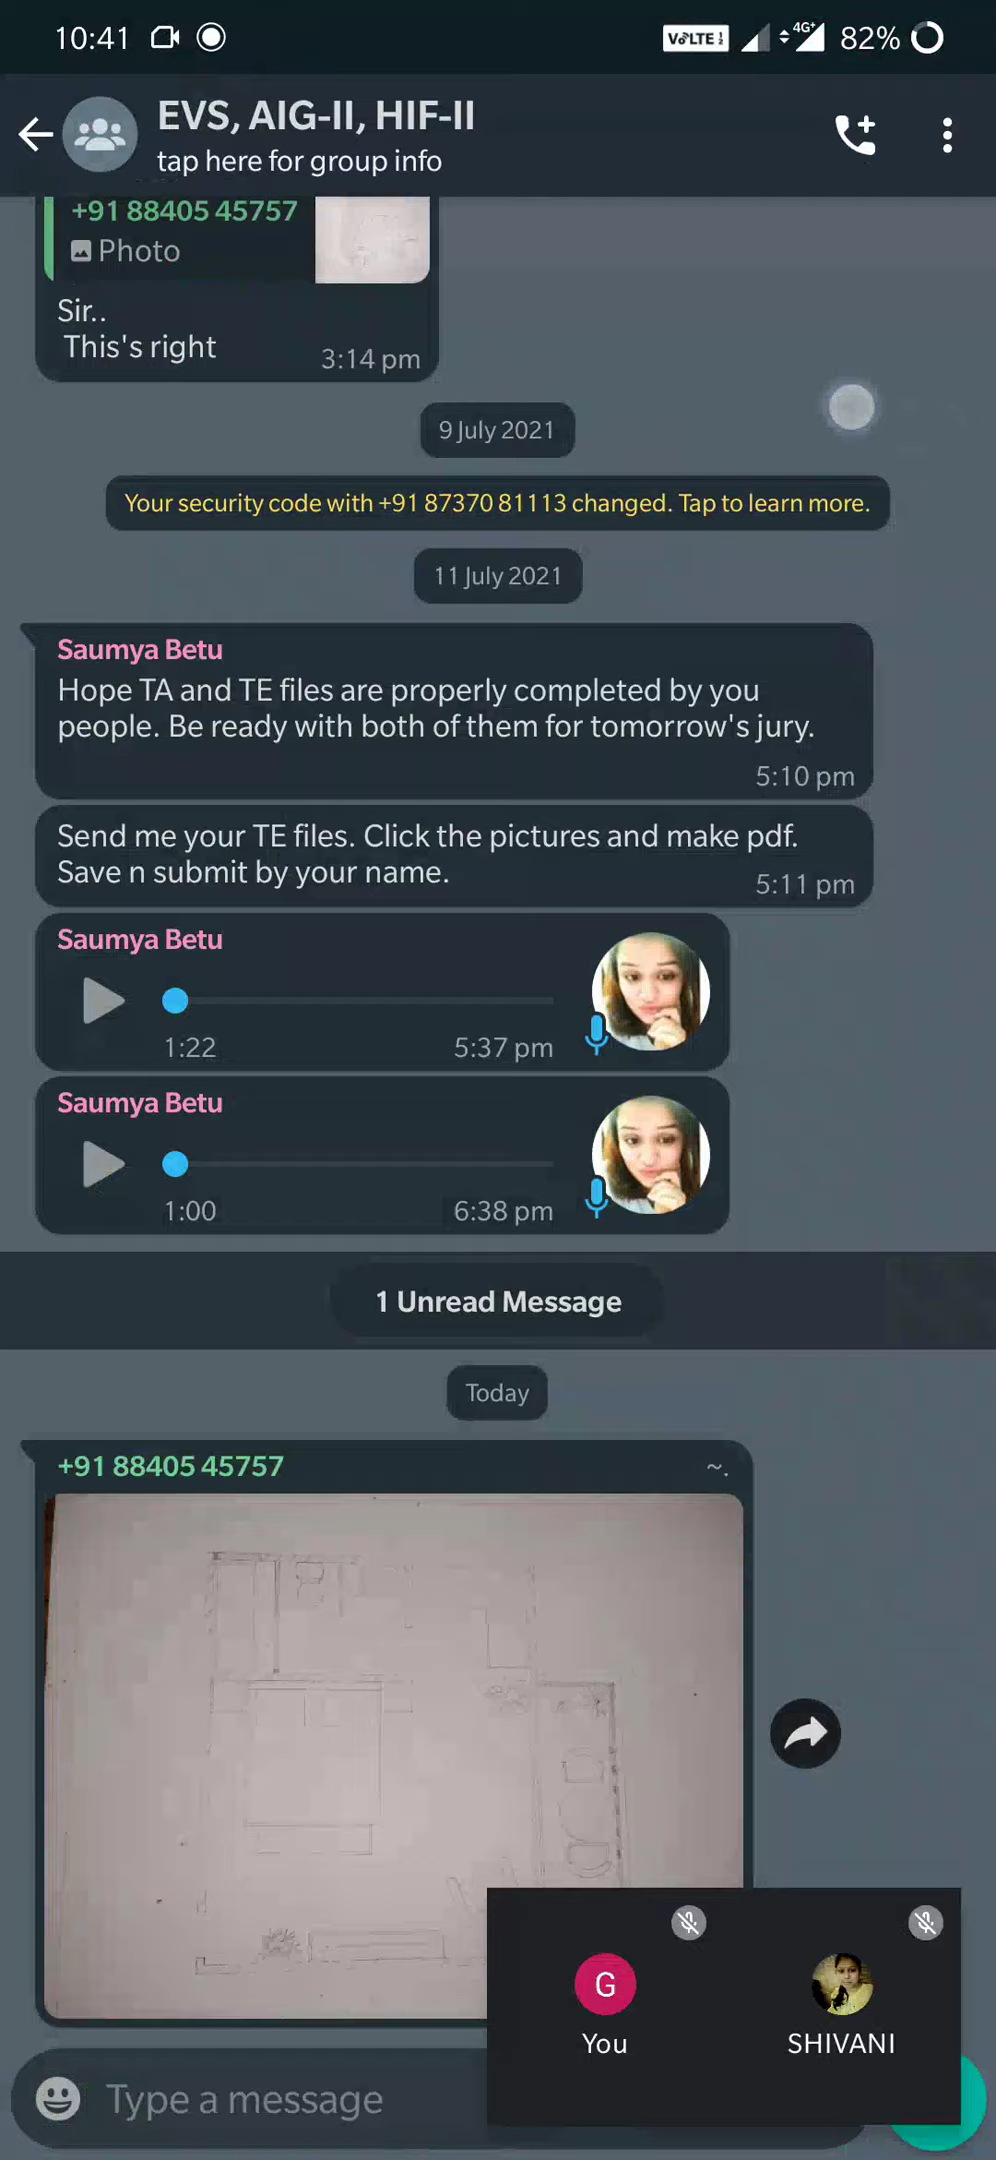 10:41
VoLTE 4G+ 82%
EVS, AIG-II, HIF-II
tap here for group info
+91 88405 45757
Photo
Sir..
This's right
3:14 pm
9 July 2021
Your security code with +91 87370 81113 changed. Tap to learn more.
11 July 2021
Saumya Betu
Hope TA and TE files are properly completed by you
people. Be ready with both of them for tomorrow's jury.
5:10 pm
Send me your TE files. Click the pictures and make pdf.
Save n submit by your name.
5:11 pm
Saumya Betu
1:22 5:37 pm
Saumya Betu
1:00 6:38 pm
1 Unread Message
Today
+91 88405 45757 ~.
G
You
SHIVANI
Type a message